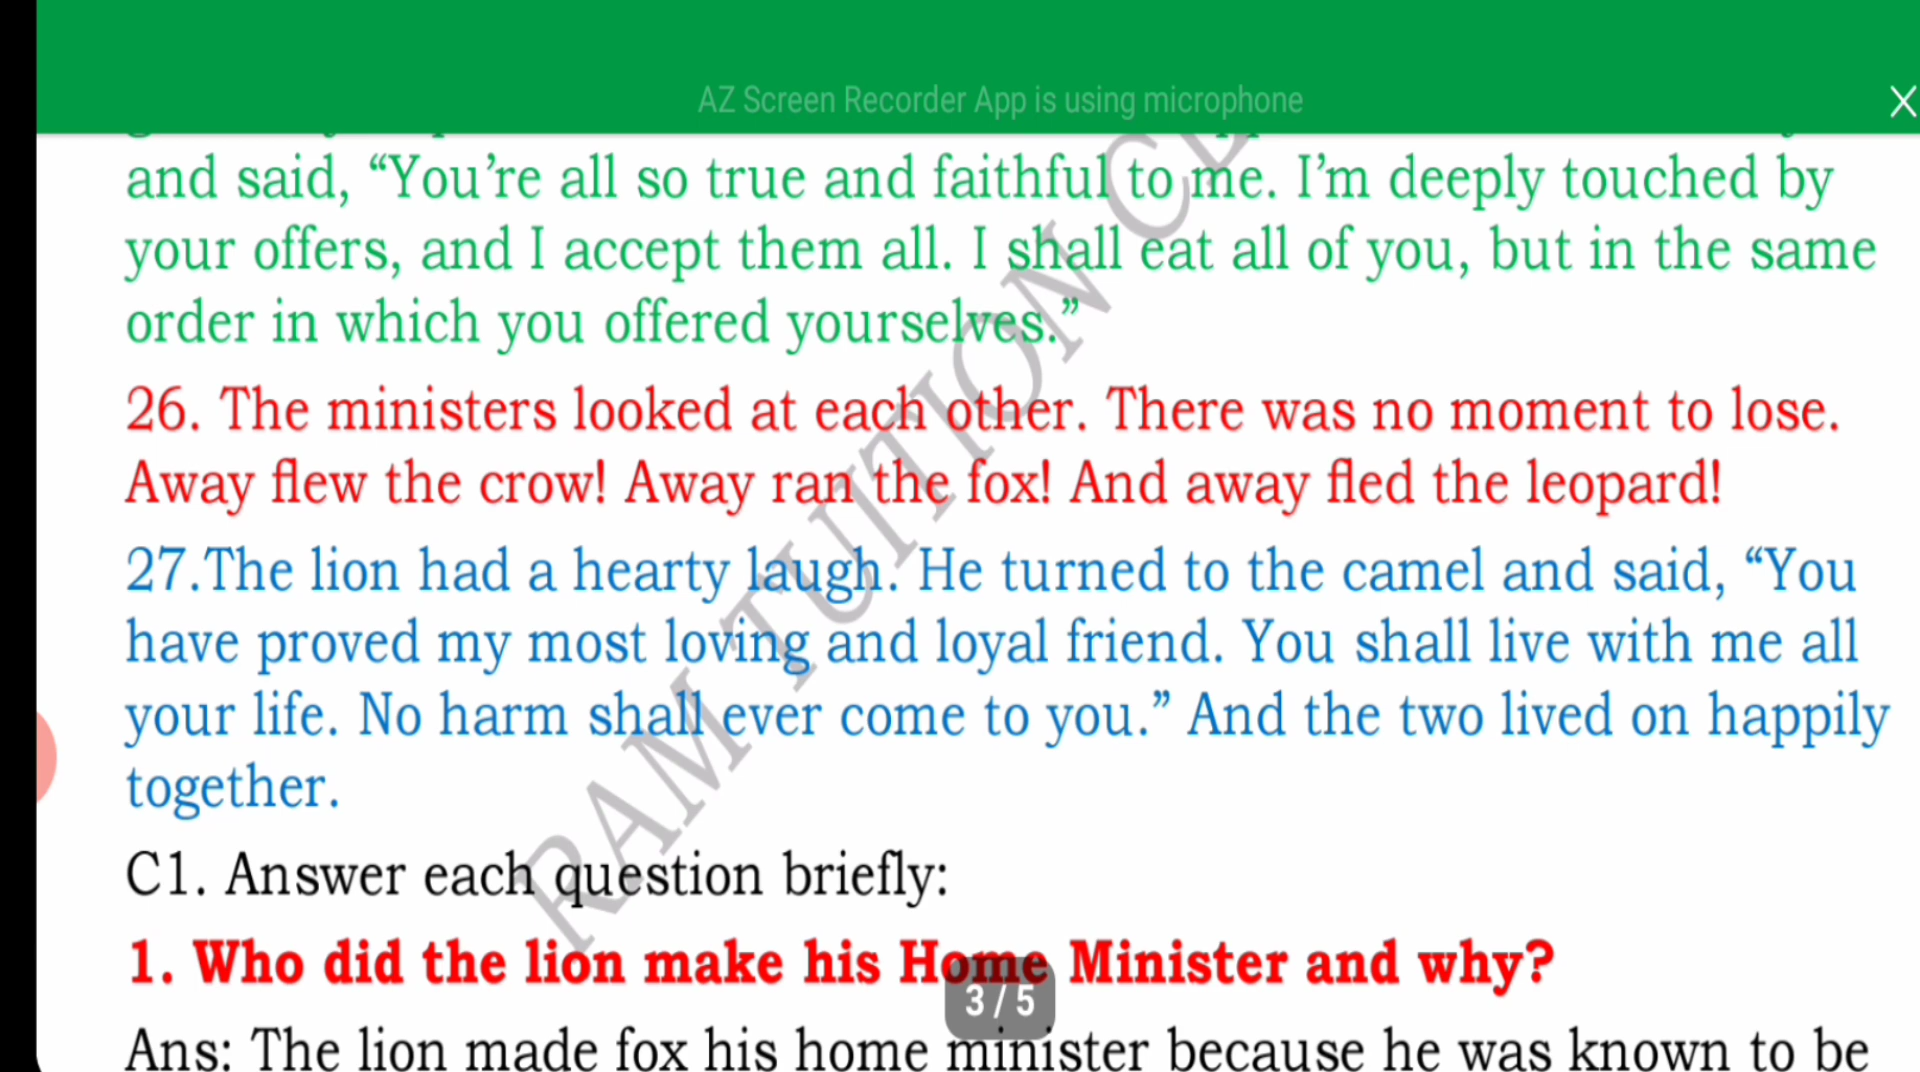 AZ Screen Recorder App is using microphone
and said, “You’re all so true and faithful to me. I’m deeply touched by
your offers, and I accept them all. I shall eat all of you, but in the same
order in which you offered yourselves.”
26. The ministers looked at each other. There was no moment to lose.
Away flew the crow! Away ran the fox! And away fled the leopard!
27.The lion had a hearty laugh. He turned to the camel and said, “You
have proved my most loving and loyal friend. You shall live with me all
your life. No harm shall ever come to you.” And the two lived on happily
together.
C1. Answer each question briefly:
1. Who did the lion make his Home Minister and why?
3 / 5
Ans: The lion made fox his home minister because he was known to be
RAM TUITION